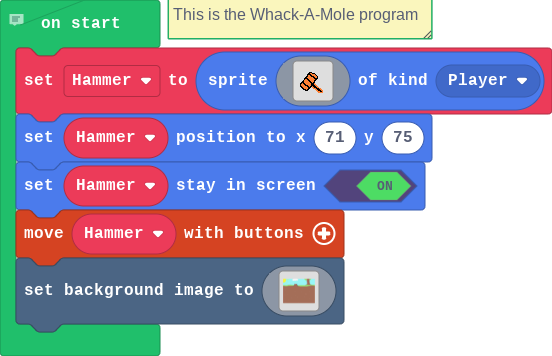 This is the Whack-A-Mole program
on start
set Hammer to sprite of kind Player
set Hammer position to x 71 y 75
set Hammer stay in screen ON
move Hammer with buttons
set background image to